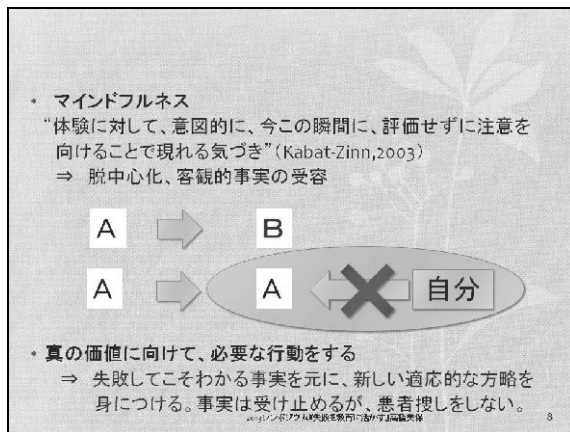 ・ マインドフルネス
“体験に対して、意図的に、今この瞬間に、評価せずに注意を
向けることで現れる気づき”(Kabat-Zinn,2003)
⇒ 脱中心化、客観的事実の受容
A B
A A 自分
・ 真の価値に向けて、必要な行動をする
⇒ 失敗してこそわかる事実を元に、新しい適応的な方略を
身につける。事実は受け止めるが、悪者捜しをしない。
8